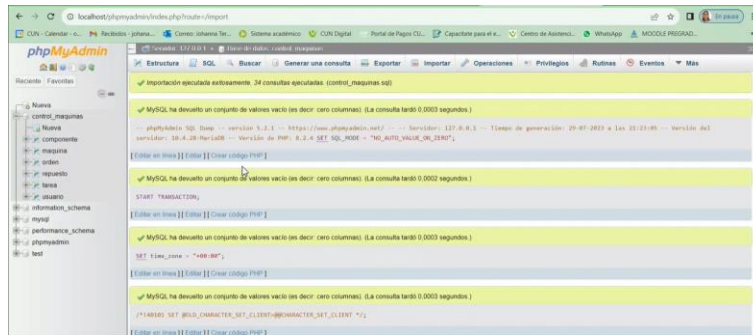 localhost/phpmyadmin/index.php?route=/import
En pausa
CUN - Calendar - o...
Recibidos - johana...
Correo: Johanna Ter...
Sistema académico
CUN Digital
Portal de Pagos CU...
Capacítate para el e...
Centro de Asistenci...
WhatsApp
MOODLE PREGRAD...
phpMyAdmin
Reciente Favoritas
Nueva
control_maquinas
Nueva
componente
maquina
orden
repuesto
tarea
usuario
information_schema
mysql
performance_schema
phpmyadmin
test
Servidor: 127.0.0.1 » Base de datos: control_maquinas
Estructura SQL Buscar Generar una consulta Exportar Importar Operaciones Privilegios Rutinas Eventos Más
Importación ejecutada exitosamente, 34 consultas ejecutadas. (control_maquinas.sql)
MySQL ha devuelto un conjunto de valores vacío (es decir: cero columnas). (La consulta tardó 0,0003 segundos.)
-- phpMyAdmin SQL Dump -- version 5.2.1 -- https://www.phpmyadmin.net/ -- -- Servidor: 127.0.0.1 -- Tiempo de generación: 29-07-2023 a las 21:23:05 -- Versión del
servidor: 10.4.28-MariaDB -- Versión de PHP: 8.2.4 SET SQL_MODE = "NO_AUTO_VALUE_ON_ZERO";
[ Editar en línea ] [ Editar ] [ Crear código PHP ]
MySQL ha devuelto un conjunto de valores vacío (es decir: cero columnas). (La consulta tardó 0,0002 segundos.)
START TRANSACTION;
[ Editar en línea ] [ Editar ] [ Crear código PHP ]
MySQL ha devuelto un conjunto de valores vacío (es decir: cero columnas). (La consulta tardó 0,0003 segundos.)
SET time_zone = "+00:00";
[ Editar en línea ] [ Editar ] [ Crear código PHP ]
MySQL ha devuelto un conjunto de valores vacío (es decir: cero columnas). (La consulta tardó 0,0003 segundos.)
/*!40101 SET @OLD_CHARACTER_SET_CLIENT=@@CHARACTER_SET_CLIENT */;
[ Editar en línea ] [ Editar ] [ Crear código PHP ]